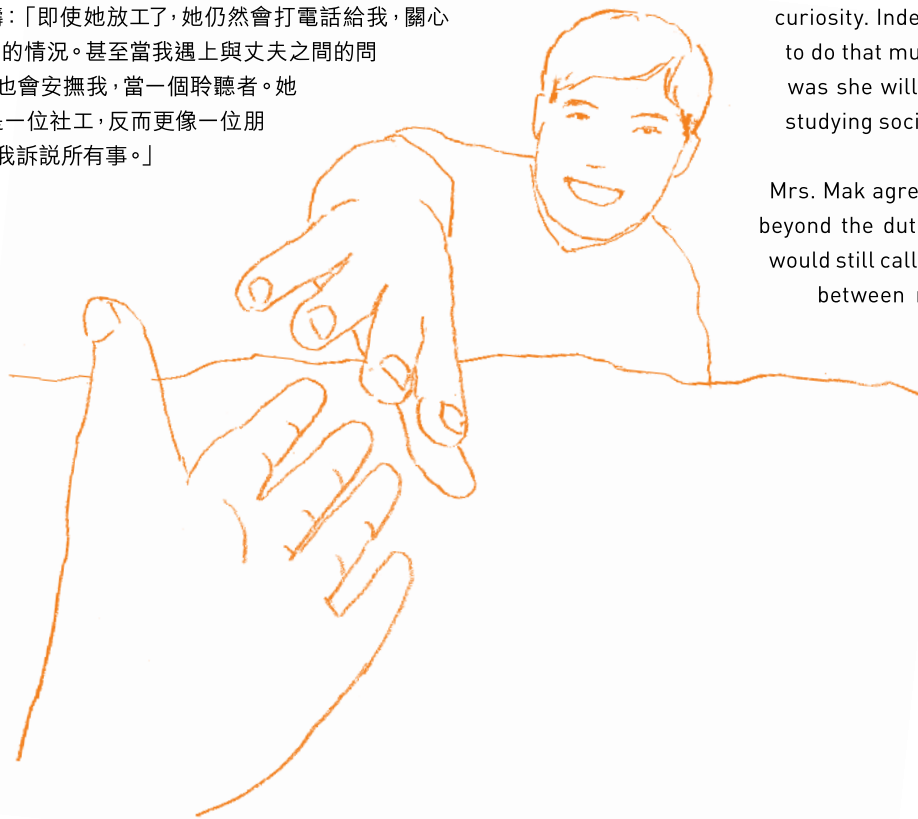 ：「即使她放工了，她仍然會打電話給我，關心
的情況。甚至當我遇上與丈夫之間的問
也會安撫我，當一個聆聽者。她
一位社工，反而更像一位朋
我訴説所有事。」
curiosity. Inde
to do that mu
was she will
studying soci
Mrs. Mak agre
beyond the dut
would still call
between